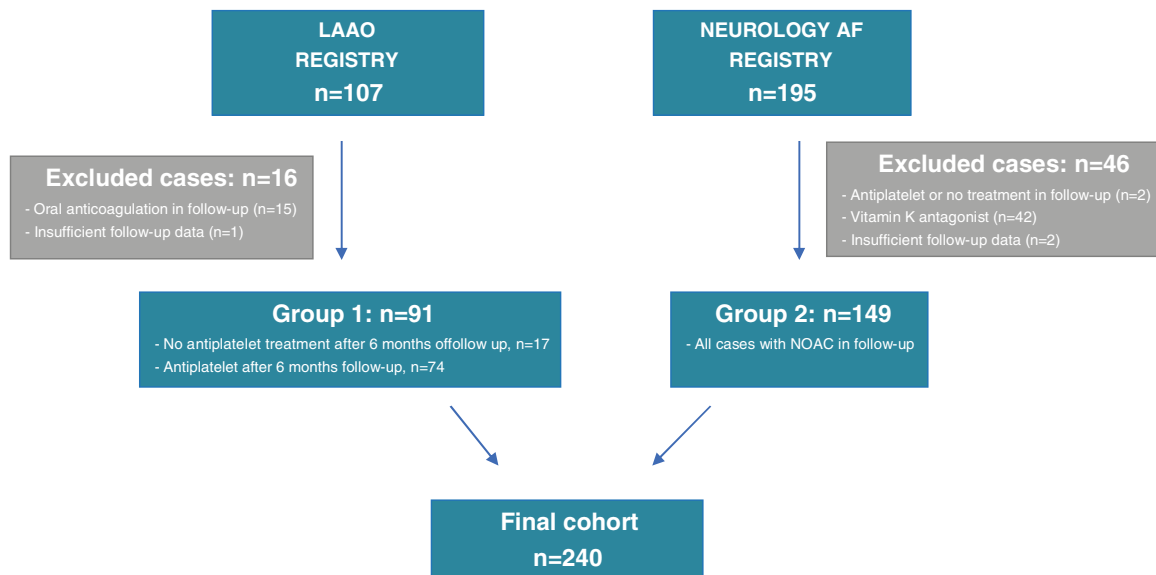 LAAO
REGISTRY
n=107
NEUROLOGY AF
REGISTRY
n=195
Excluded cases: n=16
- Oral anticoagulation in follow-up (n=15)
- Insufficient follow-up data (n=1)
Excluded cases: n=46
- Antiplatelet or no treatment in follow-up (n=2)
- Vitamin K antagonist (n=42)
- Insufficient follow-up data (n=2)
Group 1: n=91
- No antiplatelet treatment after 6 months offollow up, n=17
- Antiplatelet after 6 months follow-up, n=74
Group 2: n=149
- All cases with NOAC in follow-up
Final cohort
n=240